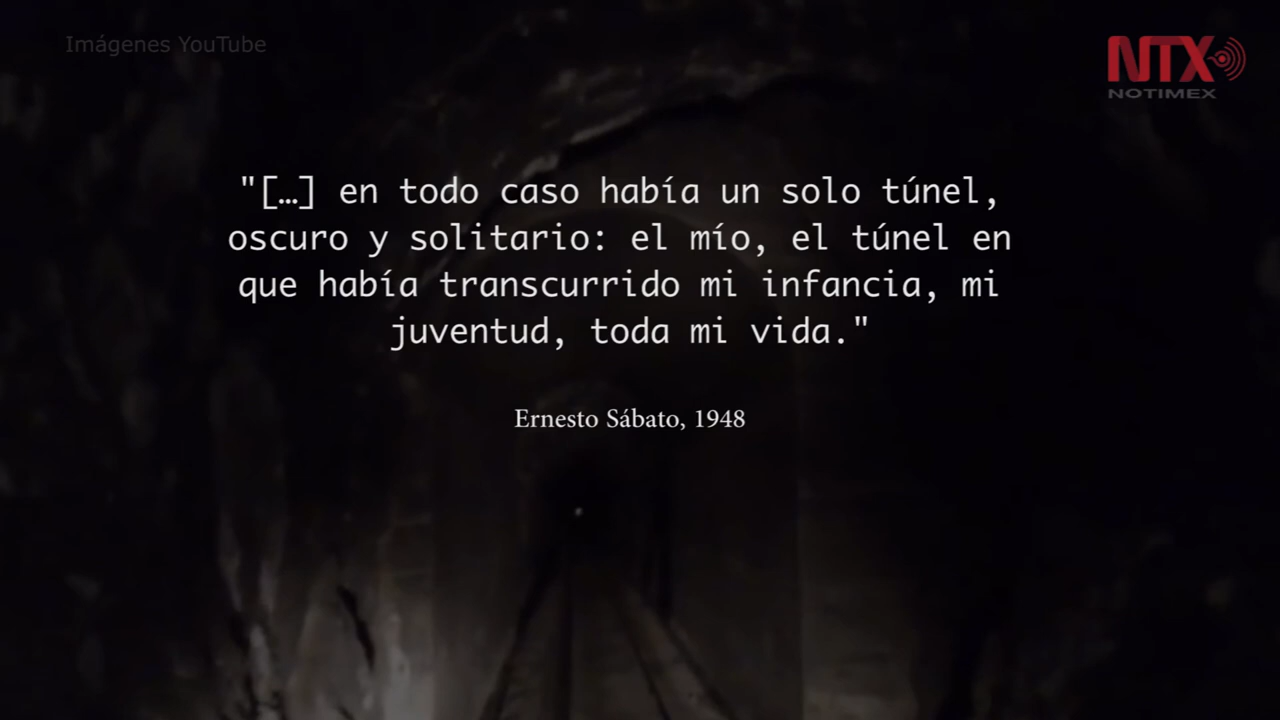 Imágenes YouTube
NTX
NOTIMEX
"[…] en todo caso había un solo túnel,
oscuro y solitario: el mío, el túnel en
que había transcurrido mi infancia, mi
juventud, toda mi vida."
Ernesto Sábato, 1948